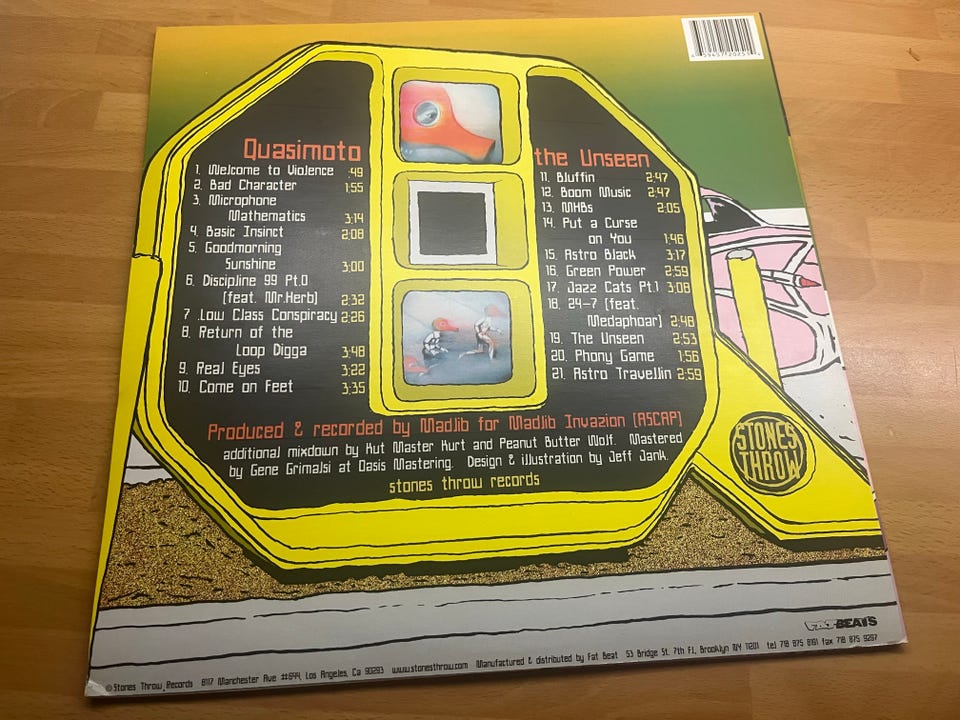 Quasimoto
1. Welcome to Violence :49
2. Bad Character 1:55
3. Microphone
Mathematics 3:14
4. Basic Insinct 2:08
5. Goodmorning
Sunshine 3:00
6. Discipline 99 Pt.0
(feat. Mr.Herb) 2:32
7 .Low Class Conspiracy 2:26
8. Return of the
Loop Digga 3:48
9. Real Eyes 3:22
10. Come on Feet 3:35
the Unseen
11. Bluffin 2:47
12. Boom Music 2:47
13. MHBs 2:05
14. Put a Curse
on You 1:46
15. Astro Black 3:17
16. Green Power 2:59
17. Jazz Cats Pt.1 3:08
18. 24-7 (feat.
Medaphoar) 2:48
19. The Unseen 2:53
20. Phony Game 1:56
21. Astro Travellin 2:59
Produced & recorded by Madlib for Madlib Invazion (ASCAP)
additional mixdown by Kut Master Kurt and Peanut Butter Wolf. Mastered
by Gene Grimalsi at Oasis Mastering. Design & illustration by Jeff Jank.
stones throw records
STONES
THROW
FAT BEATS
©Stones Throw Records 8117 Manchester Ave ##644, Los Angeles, Ca 90293 www.stonesthrow.com Manufactured & distributed by Fat Beat 53 Bridge St. 7th Fl, Brooklyn NY 11201 tel 718 875 8191 fax 718 875 9267